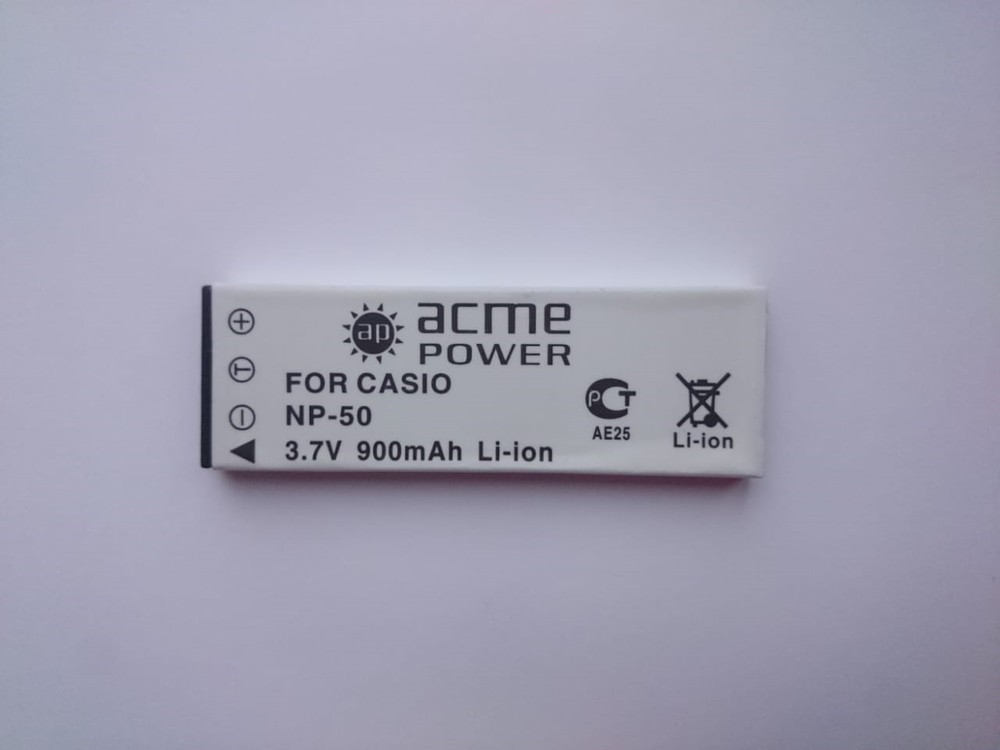 ap
acme
POWER
FOR CASIO
NP-50
3.7V 900mAh Li-ion
+
T
-
PCT
AE25
Li-ion